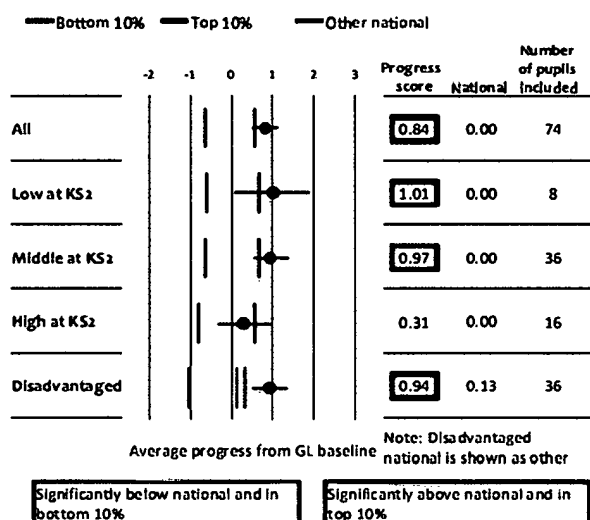 Bottom 10% Top 10% Other national
-2 -1 0 1 2 3 Progress score National Number of pupils included
All 0.84 0.00 74
Low at KS2 1.01 0.00 8
Middle at KS2 0.97 0.00 36
High at KS2 0.31 0.00 16
Disadvantaged 0.94 0.13 36
Average progress from GL baseline
Note: Disadvantaged
national is shown as other
Significantly below national and in
bottom 10%
Significantly above national and in
top 10%